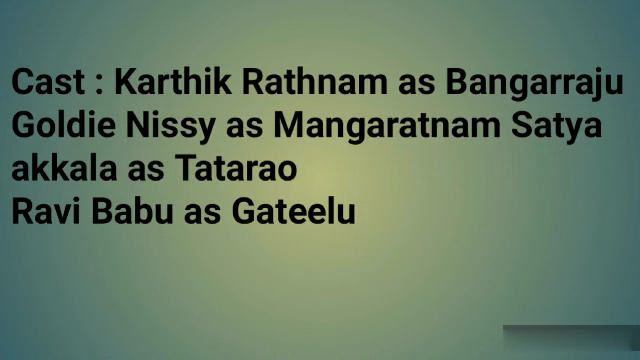 Cast : Karthik Rathnam as Bangarraju
Goldie Nissy as Mangaratnam Satya
akkala as Tatarao
Ravi Babu as Gateelu